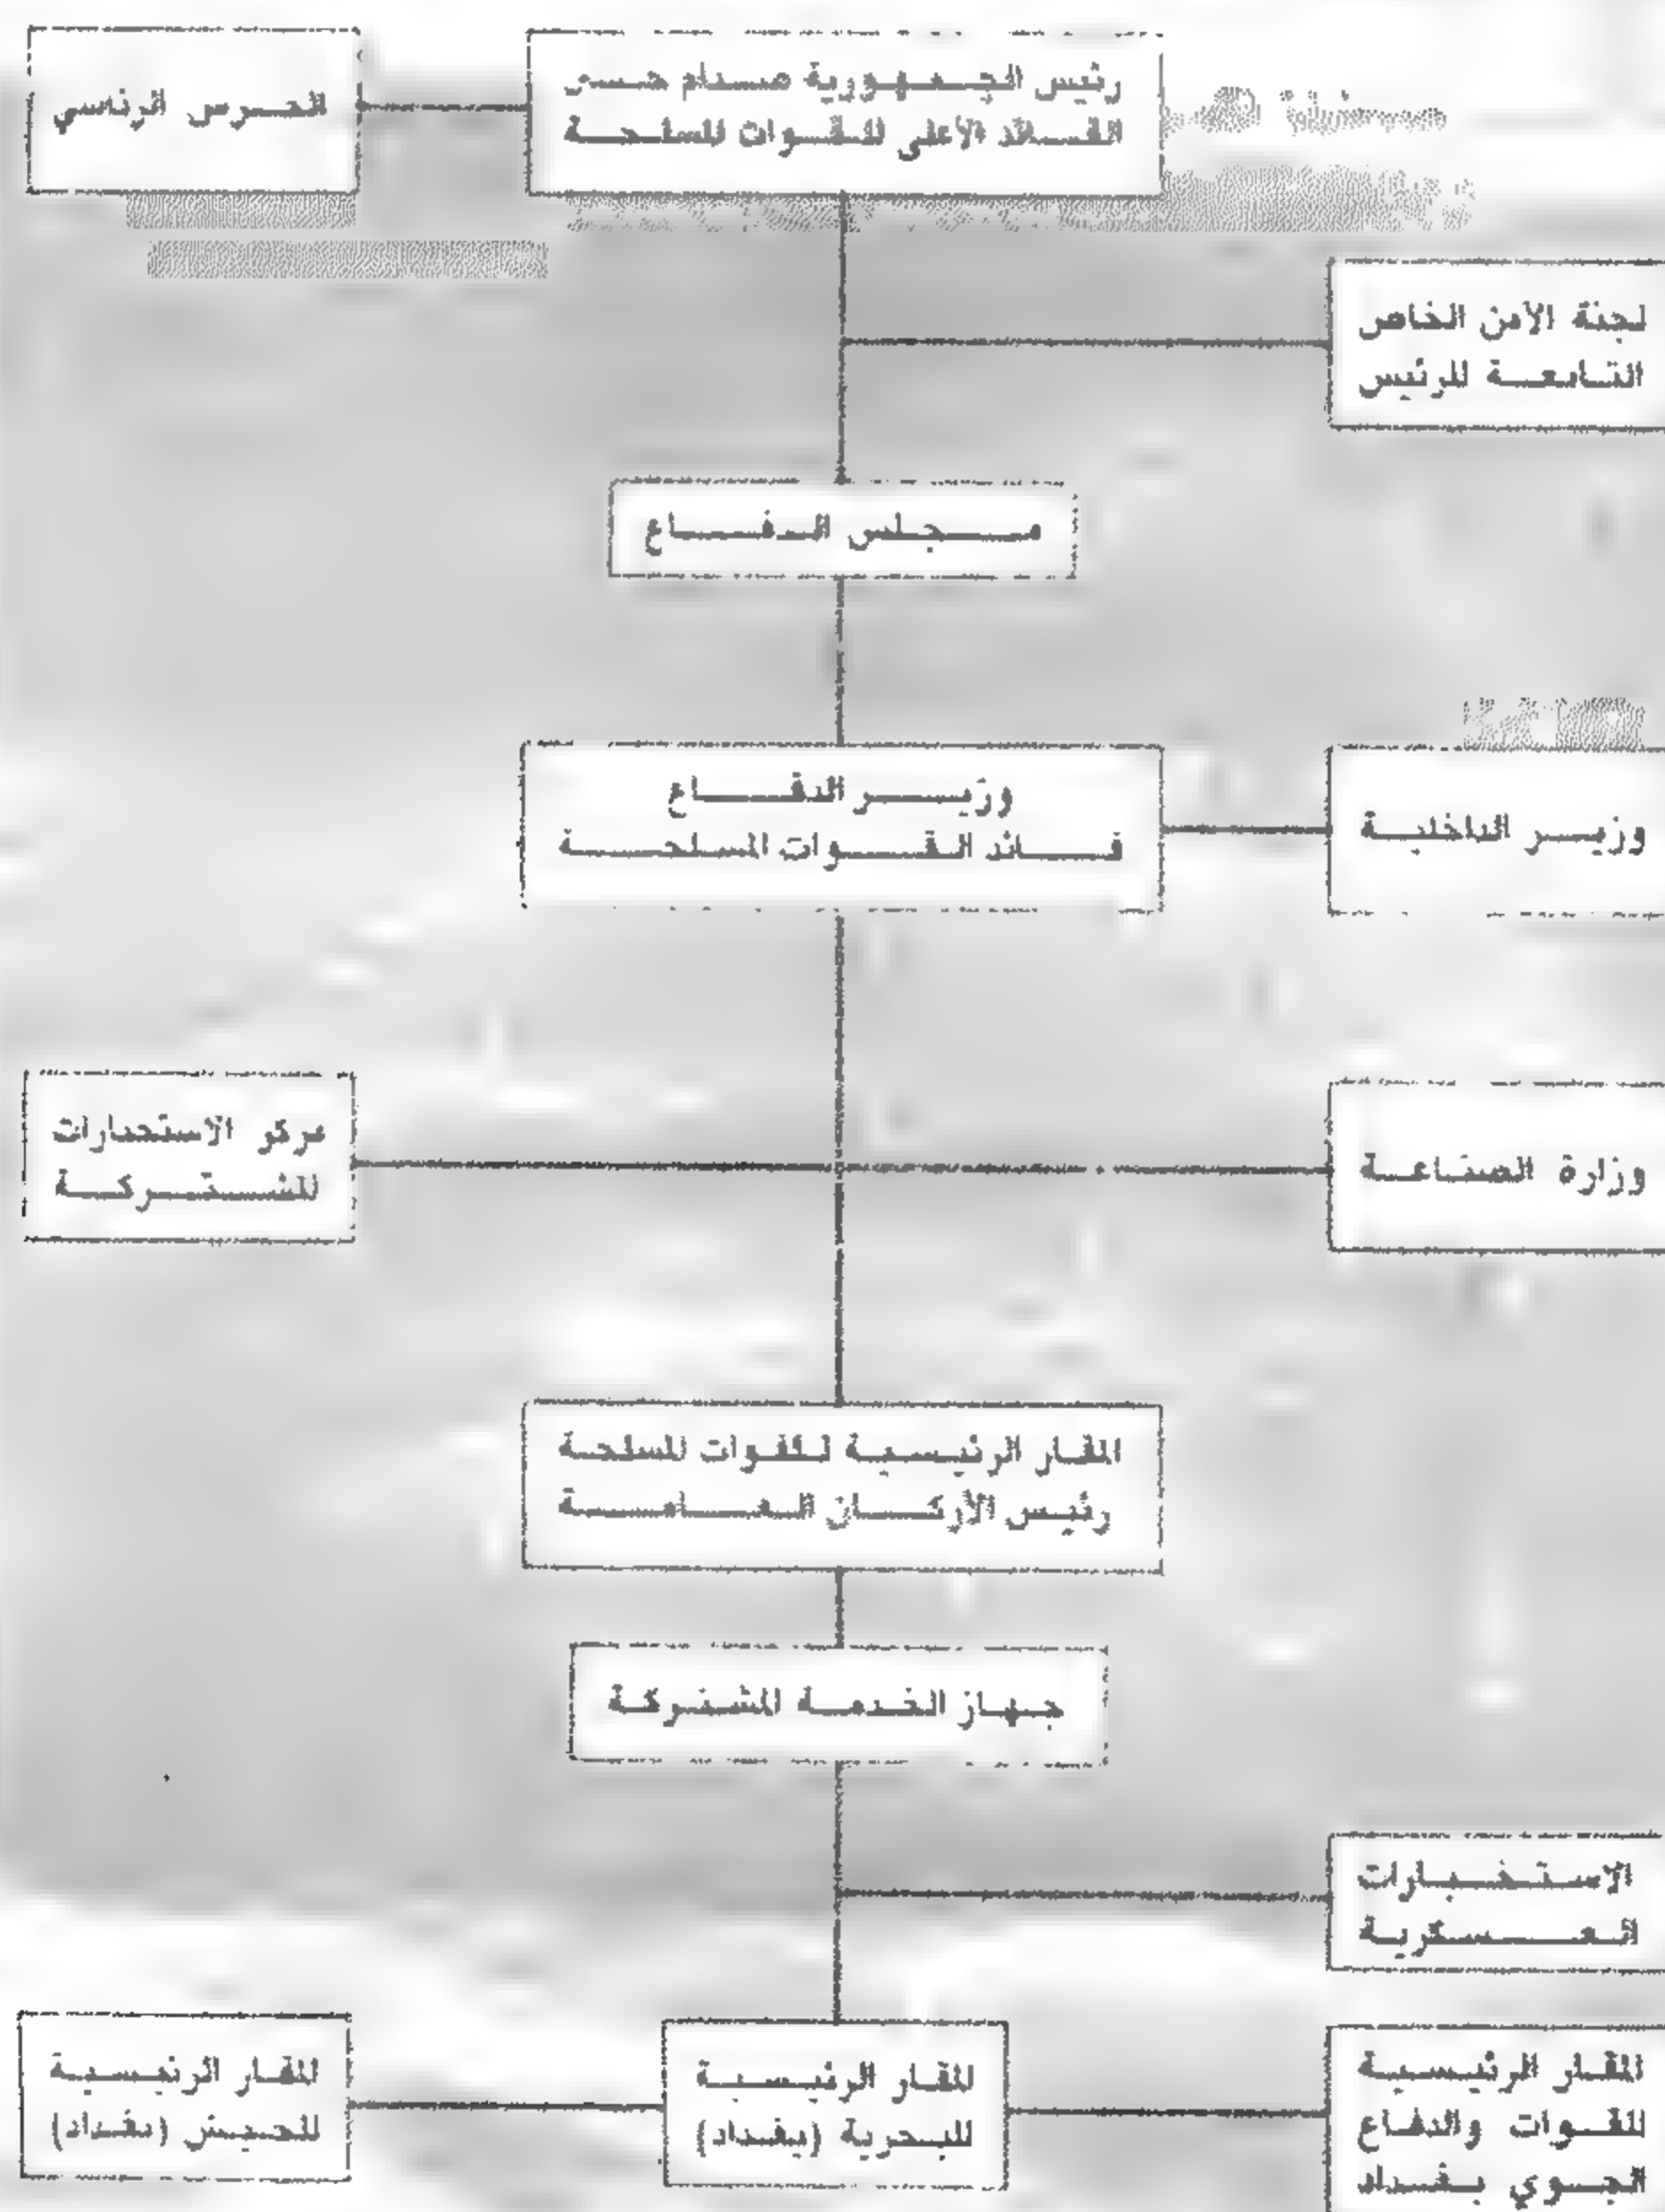 رئيس الجمهورية صدام حسين
القائد الأعلى للقوات المسلحة
الحرس الرئاسي
لجنة الأمن الخاص
التابعة للرئيس
مجلس الدفاع
وزير الداخلية
وزير الدفاع
قائد القوات المسلحة
وزارة الصناعة
مركز الاستخبارات
المشتركة
المقار الرئيسية للقوات المسلحة
رئيس الأركان العامة
جهاز الخدمة المشتركة
الاستخبارات
العسكرية
المقار الرئيسية
للقوات والدفاع
الجوي بغداد
المقار الرئيسية
للبحرية (بغداد)
المقار الرئيسية
للجيش (بغداد)